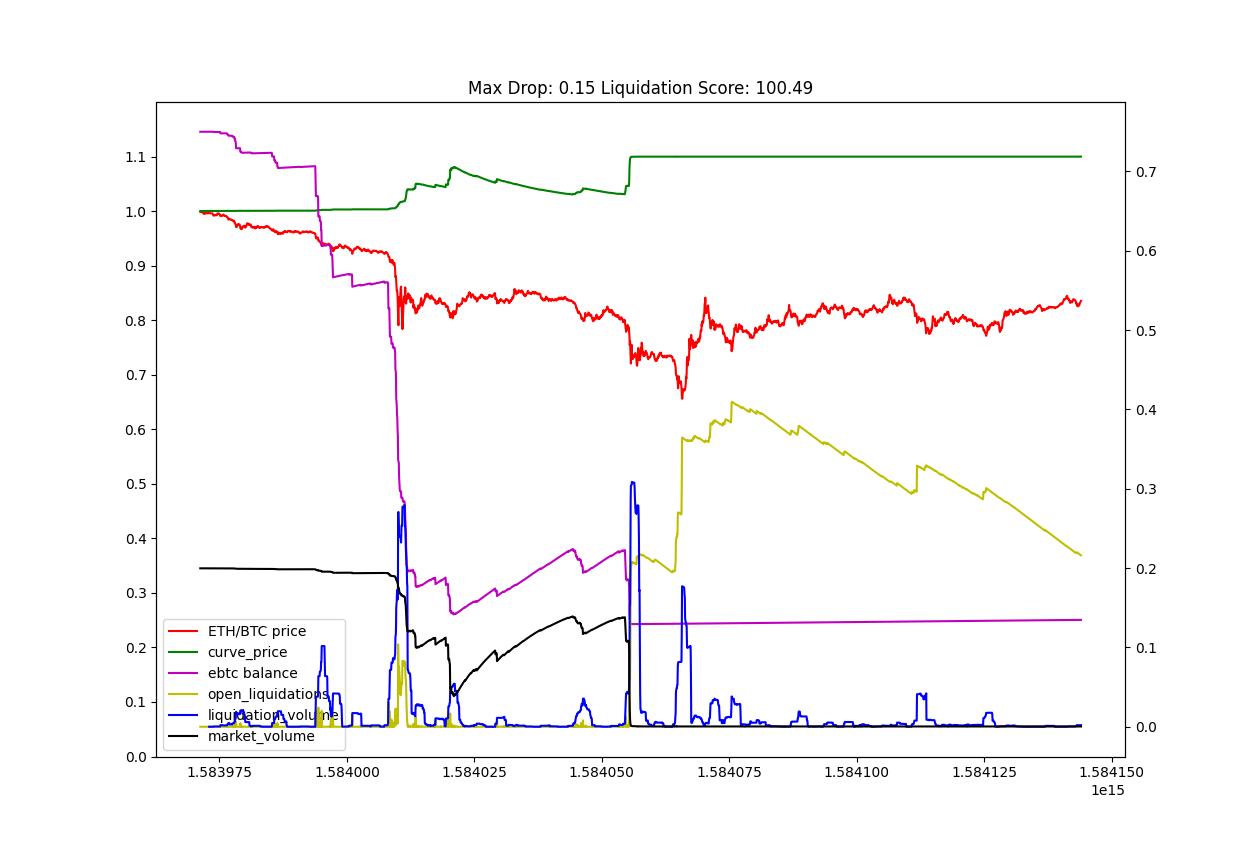 Max Drop: 0.15 Liquidation Score: 100.49
1.1
1.0
0.9
0.8
0.7
0.6
0.5
0.4
0.3
0.2
0.1
0.0
0.7
0.6
0.5
0.4
0.3
0.2
0.1
0.0
ETH/BTC price
curve_price
ebtc balance
open_liquidations
liquidation_volume
market_volume
1.583975 1.584000 1.584025 1.584050 1.584075 1.584100 1.584125 1.584150
1e15